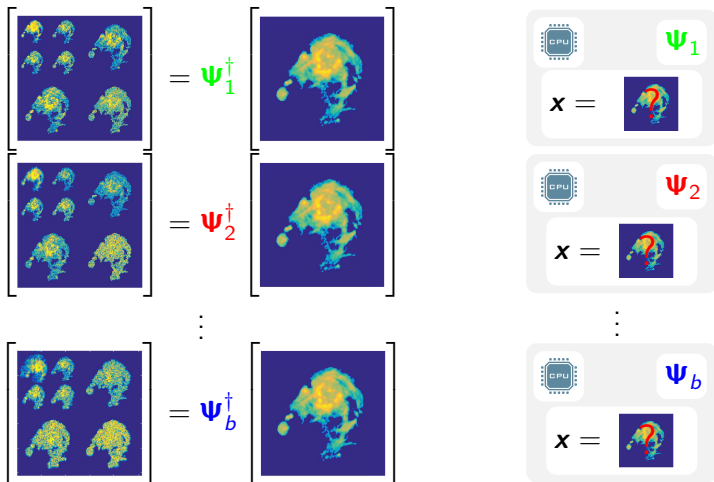 = Ψ₁†
CPU
Ψ₁
x = ?
= Ψ₂†
CPU
Ψ₂
x = ?
⋮
⋮
= Ψ_b†
CPU
Ψ_b
x = ?